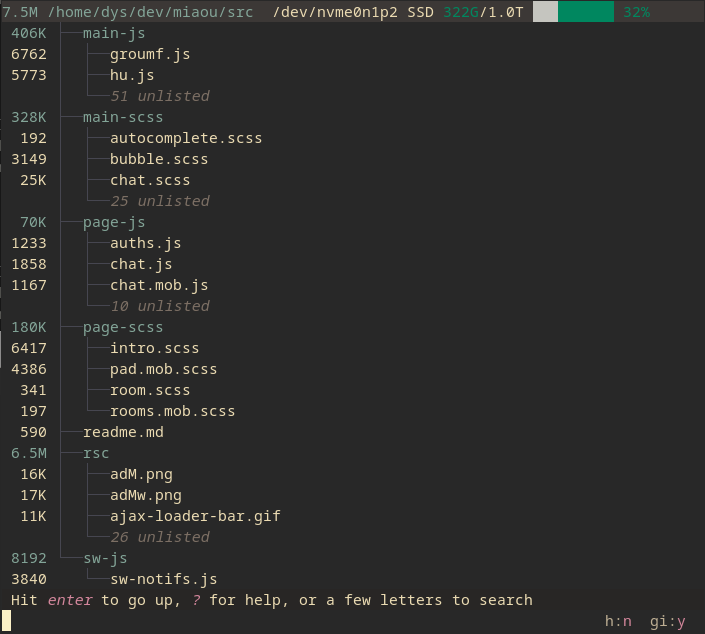 7.5M /home/dys/dev/miaou/src /dev/nvme0n1p2 SSD 322G/1.0T 32%
406K main-js
6762 groumf.js
5773 hu.js
51 unlisted
328K main-scss
192 autocomplete.scss
3149 bubble.scss
25K chat.scss
25 unlisted
70K page-js
1233 auths.js
1858 chat.js
1167 chat.mob.js
10 unlisted
180K page-scss
6417 intro.scss
4386 pad.mob.scss
341 room.scss
197 rooms.mob.scss
590 readme.md
6.5M rsc
16K adM.png
17K adMw.png
11K ajax-loader-bar.gif
26 unlisted
8192 sw-js
3840 sw-notifs.js
Hit enter to go up, ? for help, or a few letters to search
h:n gi:y